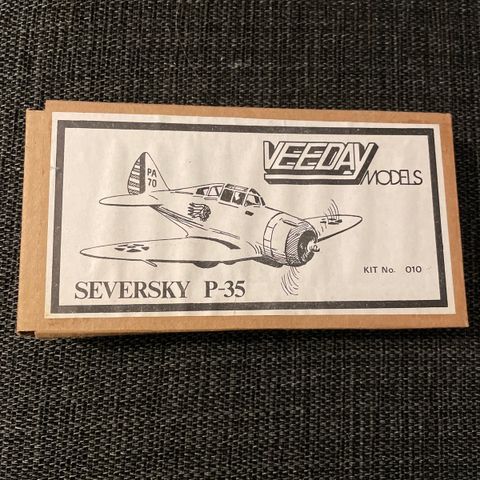 VEEDAY
MODELS
PA
70
KIT No. 010
SEVERSKY P-35